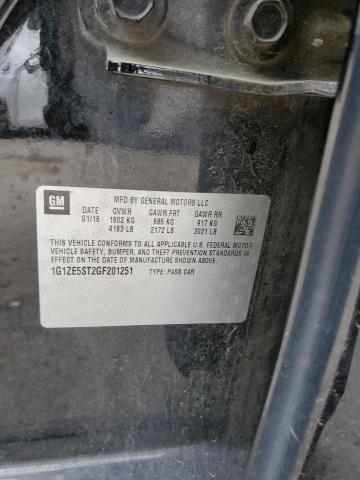 GM
MFD BY GENERAL MOTORS LLC
DATE GVWR GAWR FRT GAWR RR
01/16 1902 KG 985 KG 917 KG
4193 LB 2172 LB 2021 LB
THIS VEHICLE CONFORMS TO ALL APPLICABLE U.S. FEDERAL MOTOR
VEHICLE SAFETY, BUMPER, AND THEFT PREVENTION STANDARDS IN
EFFECT ON THE DATE OF MANUFACTURE SHOWN ABOVE.
1G1ZE5ST2GF201251 TYPE: PASS CAR